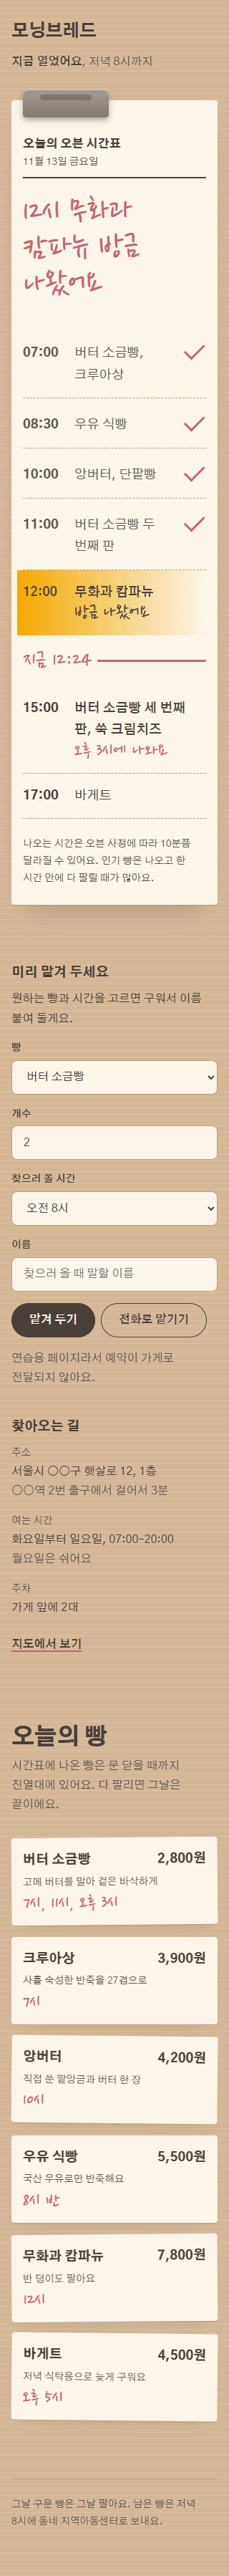 모닝브레드
지금 열었어요, 저녁 8시까지
오늘의 오븐 시간표
11월 13일 금요일
12시 무화과
캄파뉴 방금
나왔어요
07:00 버터 소금빵,
크루아상
08:30 우유 식빵
10:00 앙버터, 단팥빵
11:00 버터 소금빵 두
번째 판
12:00 무화과 캄파뉴
방금 나왔어요
지금 12:24
15:00 버터 소금빵 세 번째
판, 쑥 크림치즈
오후 3시에 나와요
17:00 바게트
나오는 시간은 오븐 사정에 따라 10분쯤
달라질 수 있어요. 인기 빵은 나오고 한
시간 안에 다 팔릴 때가 많아요.
미리 맡겨 두세요
원하는 빵과 시간을 고르면 구워서 이름
붙여 둘게요.
빵
버터 소금빵
개수
2
찾으러 올 시간
오전 8시
이름
찾으러 올 때 말할 이름
맡겨 두기 전화로 맡기기
연습용 페이지라서 예약이 가게로
전달되지 않아요.
찾아오는 길
주소
서울시 ○○구 햇살로 12, 1층
○○역 2번 출구에서 걸어서 3분
여는 시간
화요일부터 일요일, 07:00–20:00
월요일은 쉬어요
주차
가게 앞에 2대
지도에서 보기
오늘의 빵
시간표에 나온 빵은 문 닫을 때까지
진열대에 있어요. 다 팔리면 그날은
끝이에요.
버터 소금빵 2,800원
고메 버터를 말아 겉은 바삭하게
7시, 11시, 오후 3시
크루아상 3,900원
사흘 숙성한 반죽을 27겹으로
7시
앙버터 4,200원
직접 쑨 팥앙금과 버터 한 장
10시
우유 식빵 5,500원
국산 우유로만 반죽해요
8시 반
무화과 캄파뉴 7,800원
반 덩이도 팔아요
12시
바게트 4,500원
저녁 식탁용으로 늦게 구워요
오후 5시
그날 구운 빵은 그날 팔아요. 남은 빵은 저녁
8시에 동네 지역아동센터로 보내요.